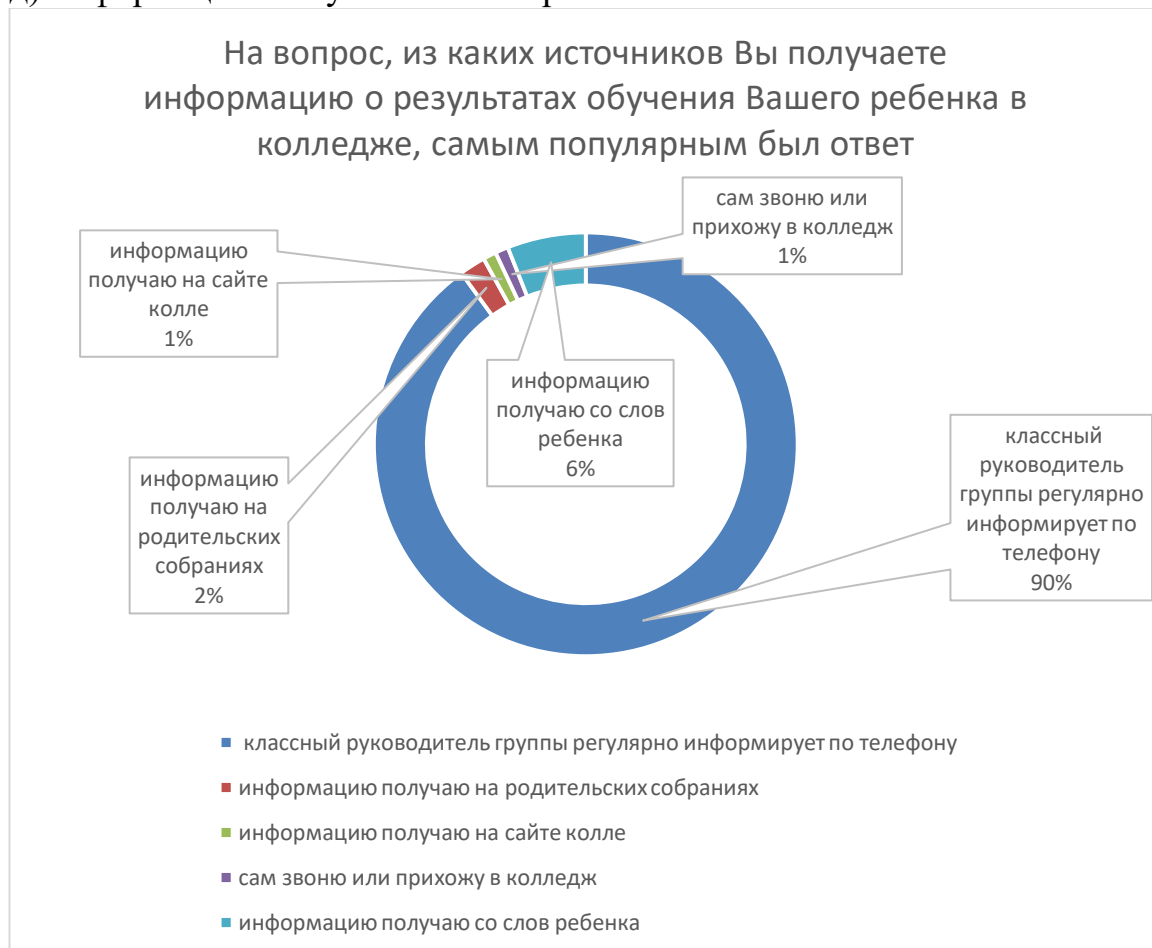 На вопрос, из каких источников Вы получаете
информацию о результатах обучения Вашего ребенка в
колледже, самым популярным был ответ
сам звоню или
прихожу в колледж
1%
информацию
получаю на сайте
колле
1%
информацию
получаю со слов
ребенка
6%
классный
руководитель
группы регулярно
информирует по
телефону
90%
информацию
получаю на
родительских
собраниях
2%
классный руководитель группы регулярно информирует по телефону
информацию получаю на родительских собраниях
информацию получаю на сайте колле
сам звоню или прихожу в колледж
информацию получаю со слов ребенка